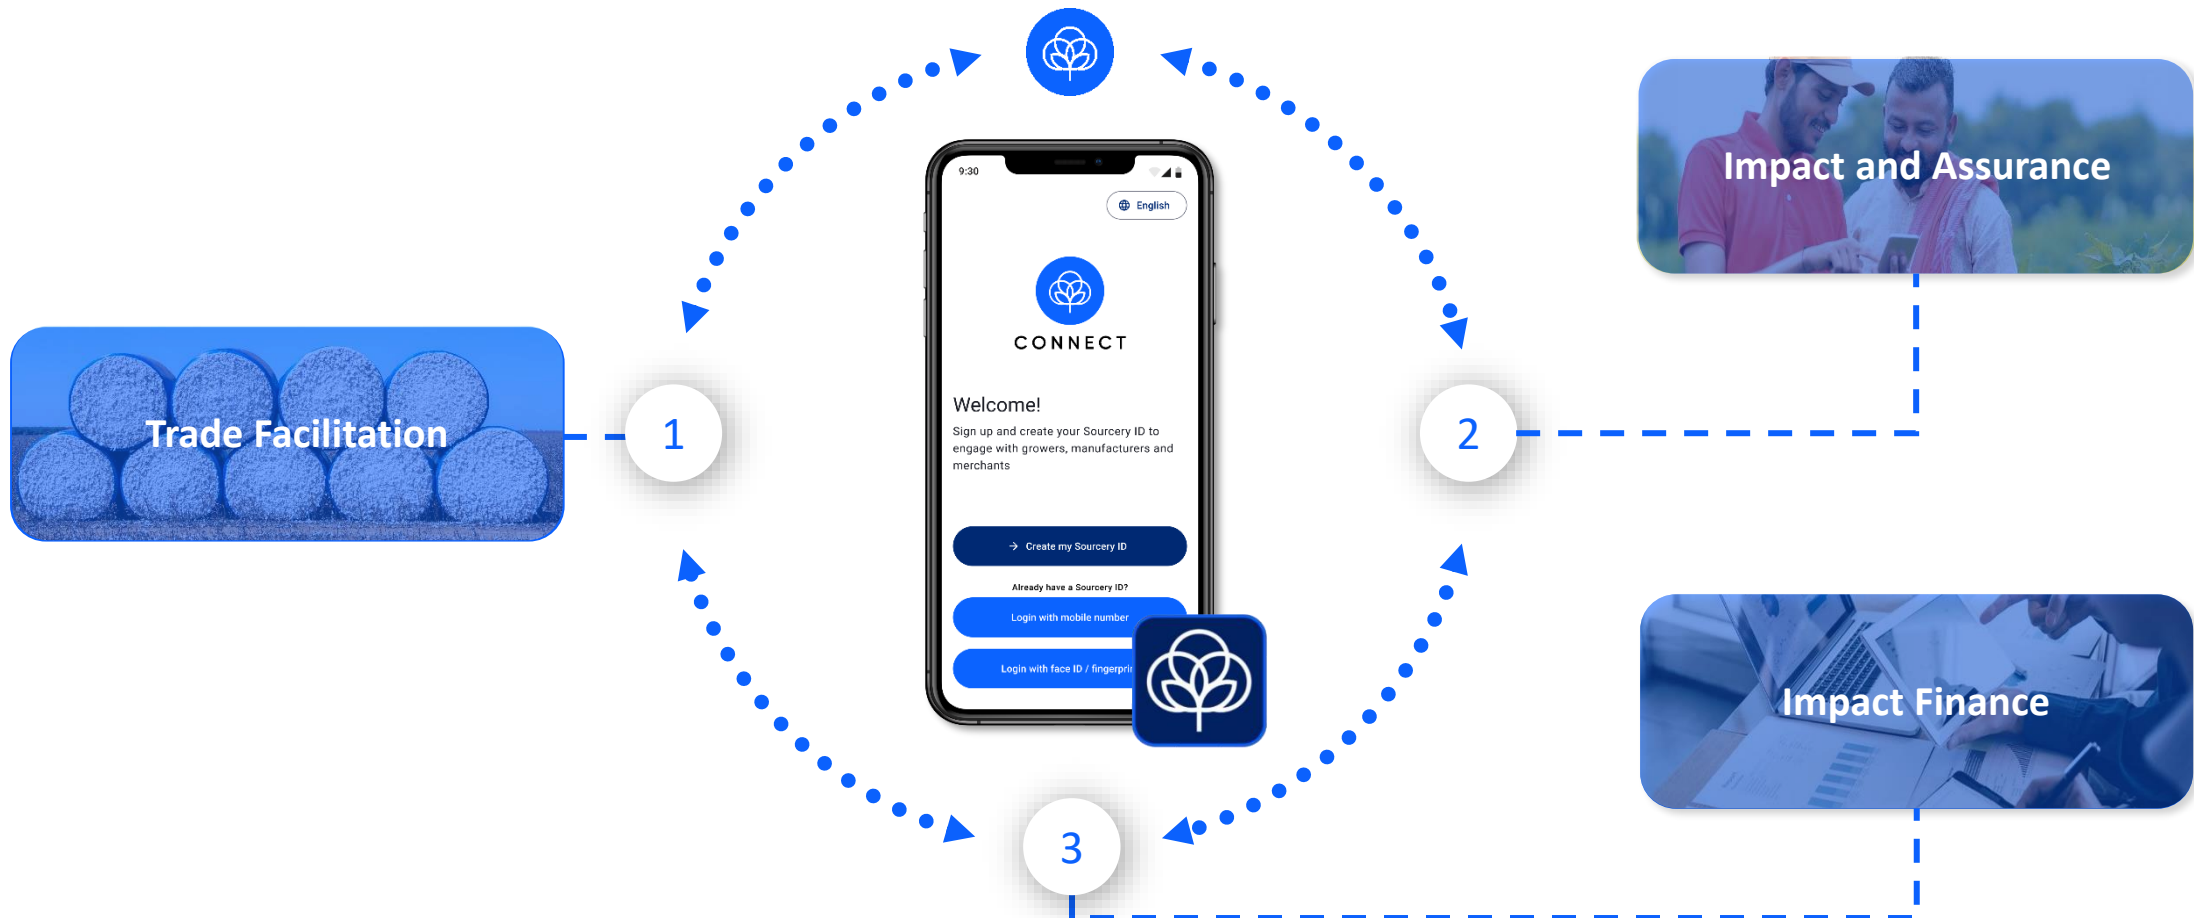 9:30
English
CONNECT
Welcome!
Sign up and create your Sourcery ID to
engage with growers, manufacturers and
merchants
→ Create my Sourcery ID
Already have a Sourcery ID?
Login with mobile number
Login with face ID /
Trade Facilitation
1
2
Impact and Assurance
3
Impact Finance